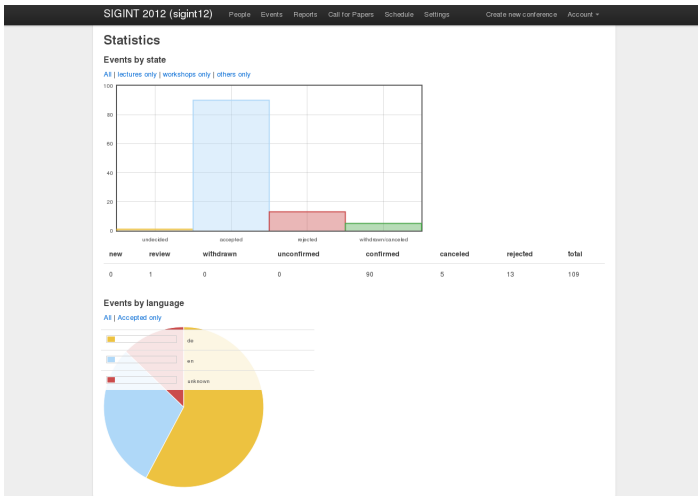 SIGINT 2012 (sigint12) People Events Reports Call for Papers Schedule Settings Create new conference Account
Statistics
Events by state
All | lectures only | workshops only | others only
100
80
60
40
20
0
undecided accepted rejected withdrawn/canceled
new review withdrawn unconfirmed confirmed canceled rejected total
0 1 0 0 90 5 13 109
Events by language
All | Accepted only
de
en
unknown